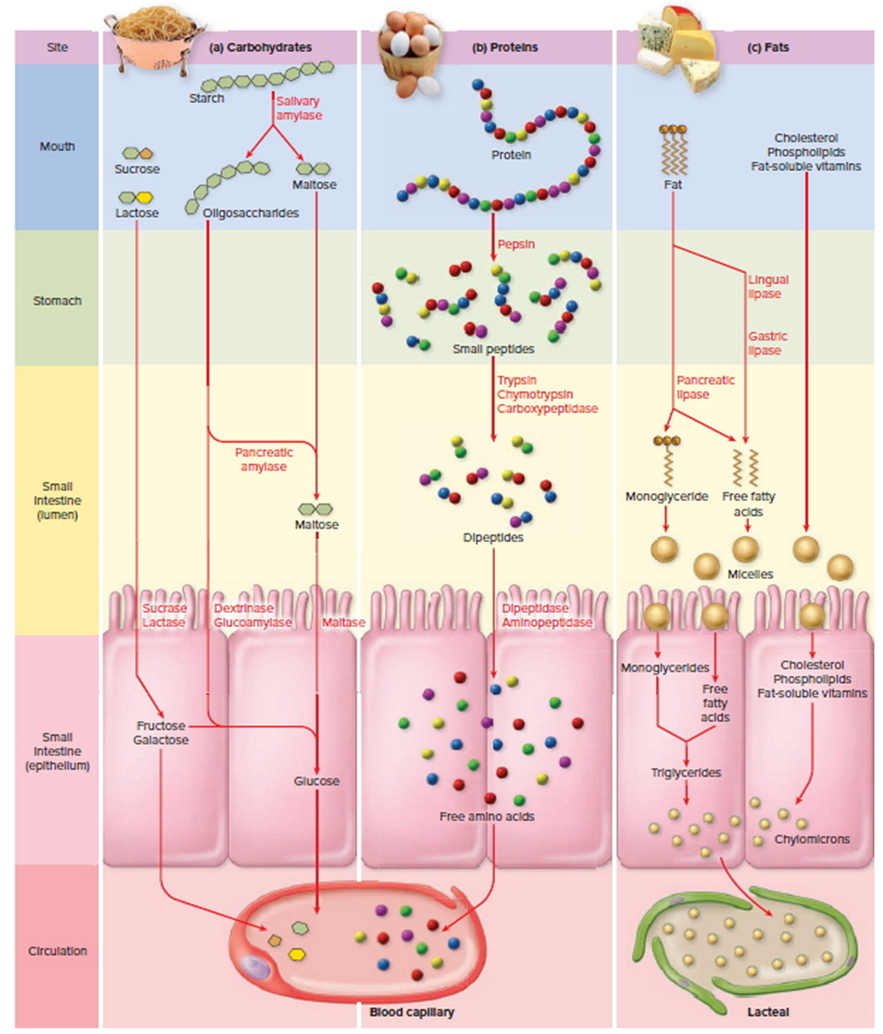 Site
(a) Carbohydrates
(b) Proteins
(c) Fats
Mouth
Starch
Salivary
amylase
Sucrose
Maltose
Lactose
Oligosaccharides
Protein
Fat
Cholesterol
Phospholipids
Fat-soluble vitamins
Stomach
Pepsin
Small peptides
Lingual
lipase
Gastric
lipase
Small
Intestine
(lumen)
Pancreatic
amylase
Maltose
Trypsin
Chymotrypsin
Carboxypeptidase
Dipeptides
Pancreatic
lipase
Monoglyceride
Free fatty
acids
Micelles
Sucrase
Lactase
Dextrinase
Glucoamylase
Maltase
Dipeptidase
Aminopeptidase
Small
Intestine
(epithelium)
Fructose
Galactose
Glucose
Free amino acids
Monoglycerides
Free
fatty
acids
Triglycerides
Cholesterol
Phospholipids
Fat-soluble vitamins
Chylomicrons
Circulation
Blood capillary
Lacteal